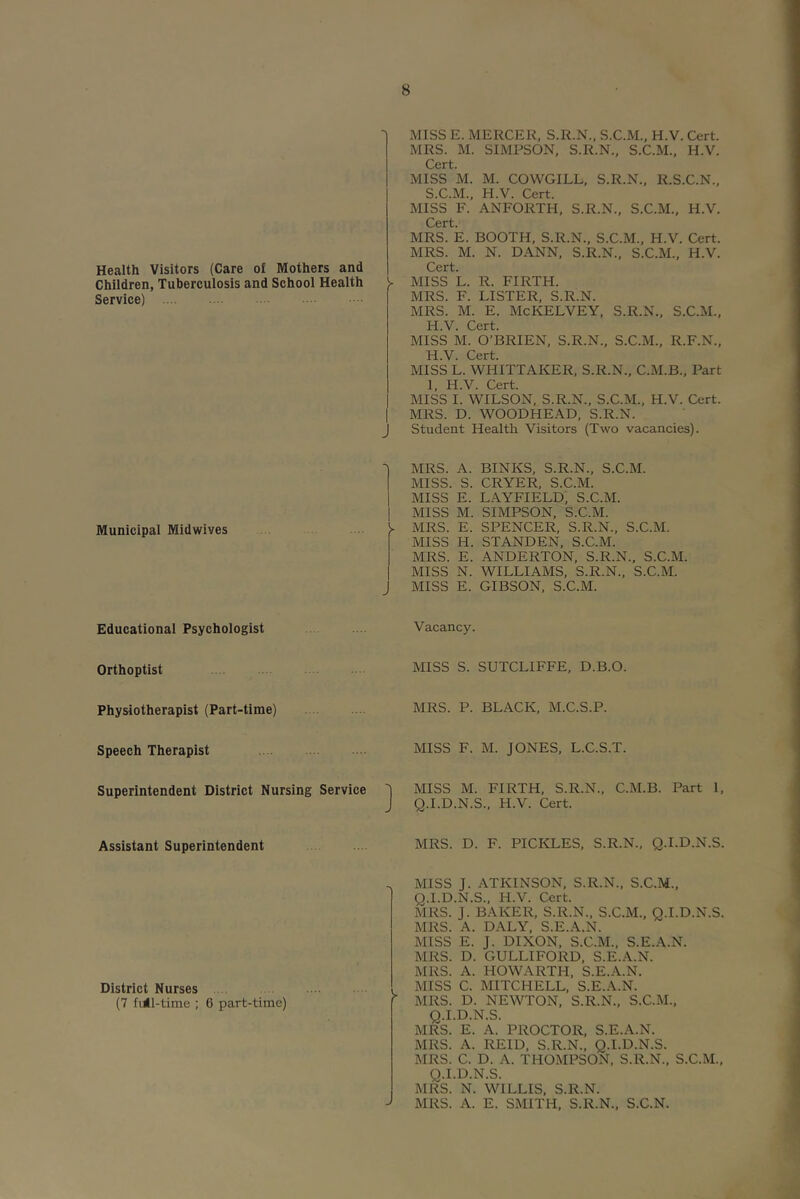 8
Health Visitors (Care of Mothers and
Children, Tuberculosis and School Health
Service) .... .... .... .... ....
MISS E. MERCER, S.R.N., S.C.M., H.V. Cert.
MRS. M. SIMPSON, S.R.N., S.C.M., H.V.
Cert.
MISS M. M. COWGILL, S.R.N., R.S.C.N.,
S.C.M., H.V. Cert.
MISS F. ANFORTH, S.R.N., S.C.M., H.V.
Cert.
MRS. E. BOOTH, S.R.N., S.C.M., H.V. Cert.
MRS. M. N. DANN, S.R.N., S.C.M., H.V.
Cert.
MISS L. R. FIRTH.
MRS. F. LISTER, S.R.N.
MRS. M. E. McKELVEY, S.R.N., S.C.M.,
H.V. Cert.
MISS M. O'BRIEN, S.R.N., S.C.M., R.F.N.,
H.V. Cert.
MISS L. WHITTAKER, S.R.N., C.M.B., Part
1, H.V. Cert.
MISS I. WILSON, S.R.N., S.C.M., H.V. Cert.
MRS. D. WOODHEAD, S.R.N.
Student Health Visitors (Two vacancies).
Municipal Midwives .... .... ....
MRS. A. BINKS, S.R.N., S.C.M.
MISS. S. CRYER, S.C.M.
MISS E. LAYFIELD, S.C.M.
MISS M. SIMPSON, S.C.M.
MRS. E. SPENCER, S.R.N., S.C.M.
MISS H. STANDEN, S.C.M.
MRS. E. ANDERTON, S.R.N., S.C.M.
MISS N. WILLIAMS, S.R.N., S.C.M.
MISS E. GIBSON, S.C.M.
Educational Psychologist .... .... Vacancy.
Orthoptist .... .... .... .... MISS S. SUTCLIFFE, D.B.O.
Physiotherapist (Part-time) .... .... MRS. P. BLACK, M.C.S.P.
Speech Therapist .... .... .... MISS F. M. JONES, L.C.S.T.
Superintendent District Nursing Service
MISS M. FIRTH, S.R.N., C.M.B. Part 1,
Q.I.D.N.S., H.V. Cert.
Assistant Superintendent .... .... MRS. D. F. PICKLES, S.R.N., Q.I.D.N.S.
District Nurses .... .... .... ....
(7 full-time ; 6 part-time)
MISS J. ATKINSON, S.R.N., S.C.M.,
Q.I.D.N.S., H.V. Cert.
MRS. J. BAKER, S.R.N., S.C.M., Q.I.D.N.S.
MRS. A. DALY, S.E.A.N.
MISS E. J. DIXON, S.C.M., S.E.A.N.
MRS. D. GULLIFORD, S.E.A.N.
MRS. A. HOWARTH, S.E.A.N.
MISS C. MITCHELL, S.E.A.N.
MRS. D. NEWTON, S.R.N., S.C.M.,
Q.I.D.N.S.
MRS. E. A. PROCTOR, S.E.A.N.
MRS. A. REID, S.R.N., Q.I.D.N.S.
MRS. C. D. A. THOMPSON, S.R.N., S.C.M.,
Q.I.D.N.S.
MRS. N. WILLIS, S.R.N.
MRS. A. E. SMITH, S.R.N., S.C.N.